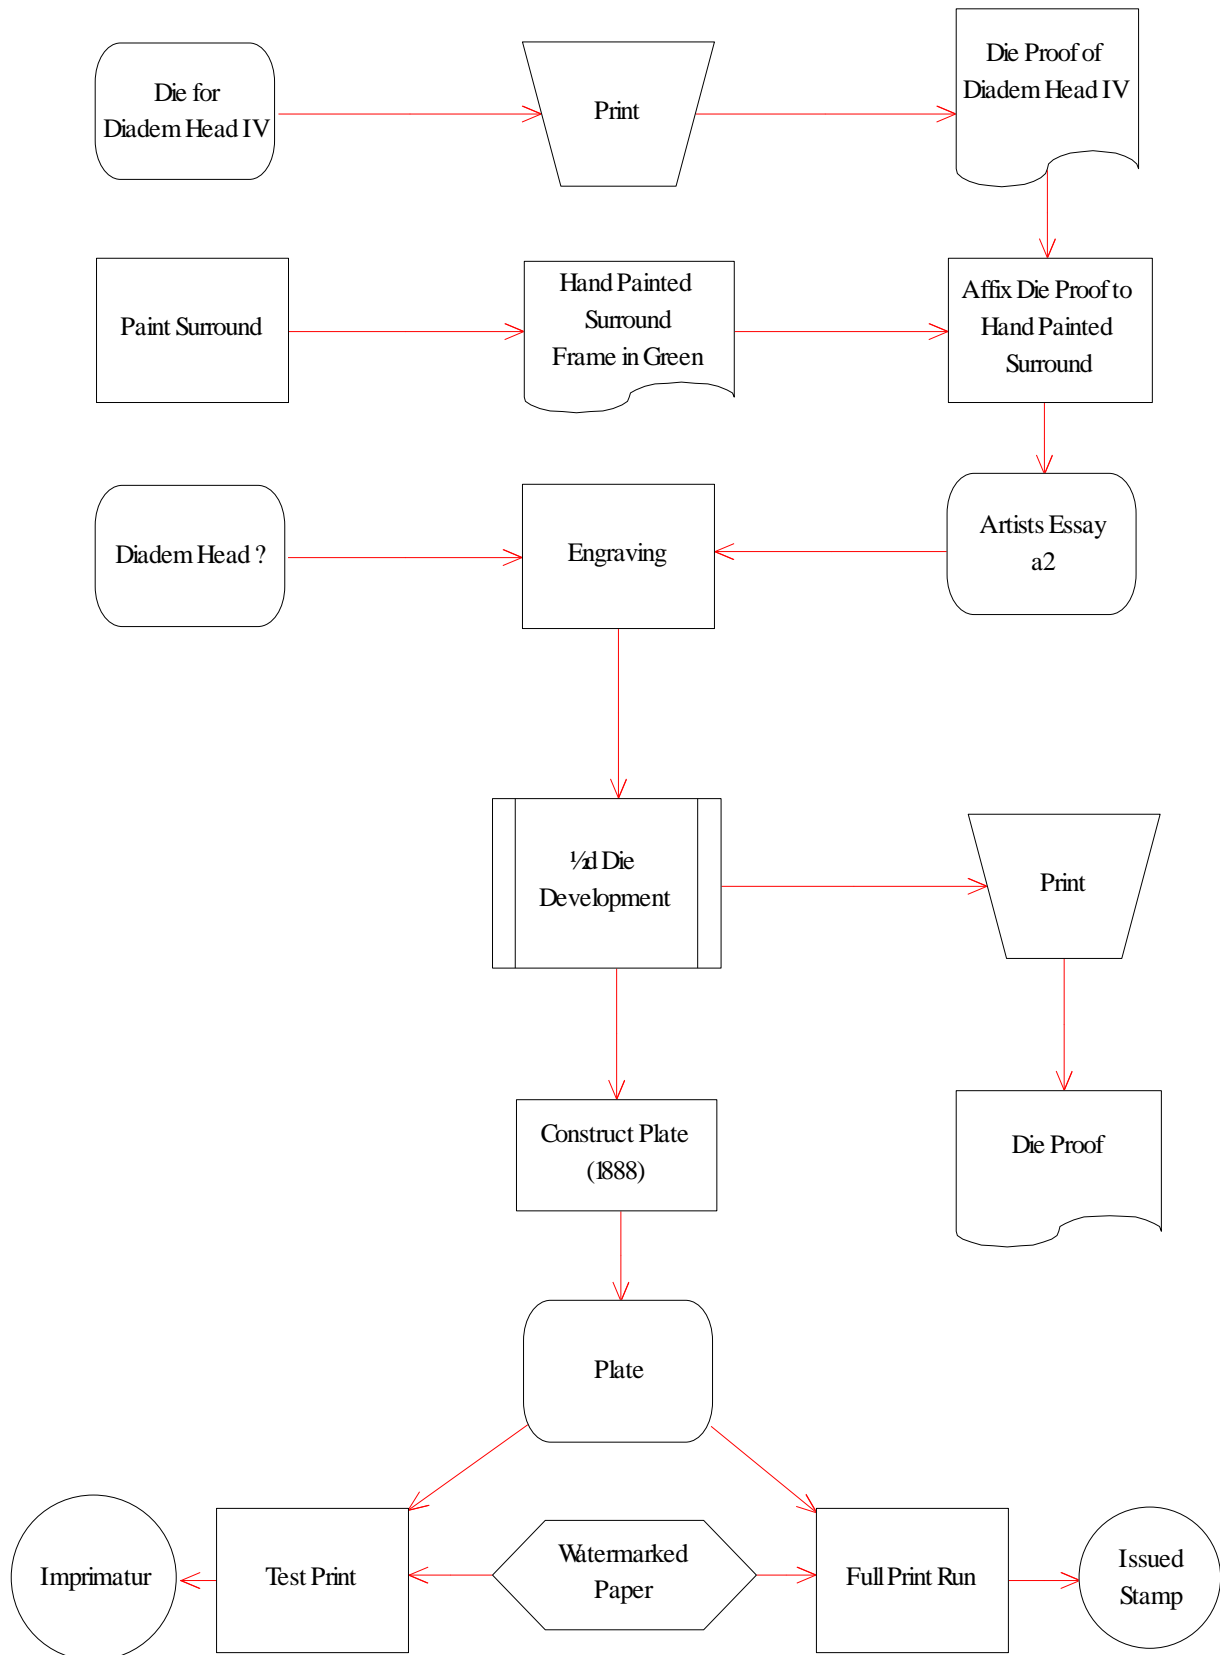 Die for
Diadem Head IV
Print
Die Proof of
Diadem Head IV
Paint Surround
Hand Painted
Surround
Frame in Green
Affix Die Proof to
Hand Painted
Surround
Diadem Head ?
Engraving
Artists Essay
a2
½d Die
Development
Print
Construct Plate
(1888)
Die Proof
Plate
Imprimatur
Test Print
Watermarked
Paper
Full Print Run
Issued
Stamp